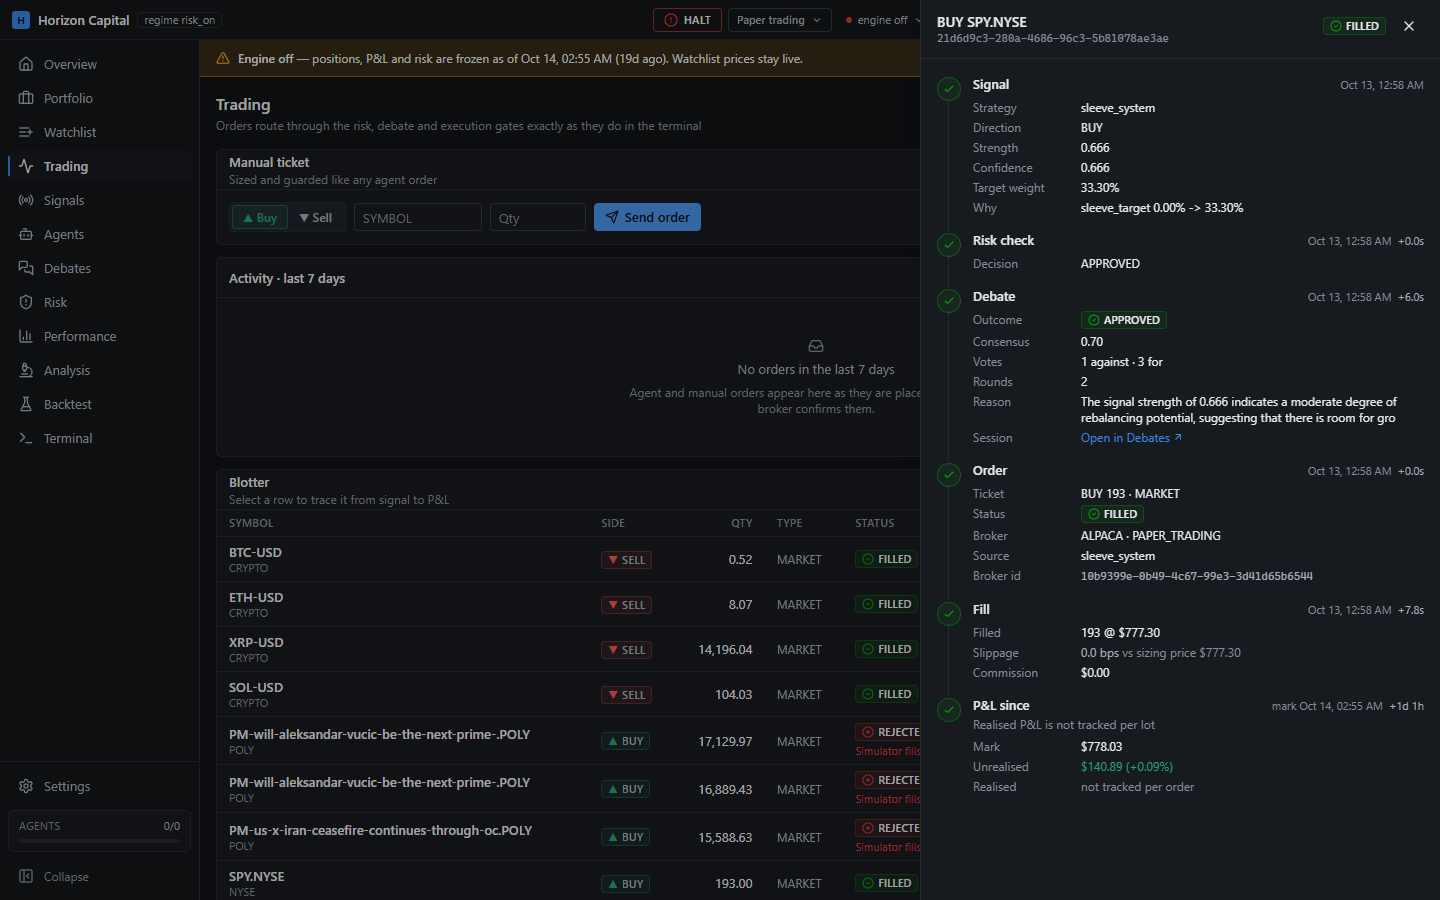 H Horizon Capital
regime risk_on
HALT
Paper trading
engine off
Overview
Portfolio
Watchlist
Trading
Signals
Agents
Debates
Risk
Performance
Analysis
Backtest
Terminal
Settings
AGENTS 0/0
Collapse
Engine off — positions, P&L and risk are frozen as of Oct 14, 02:55 AM (19d ago). Watchlist prices stay live.
Trading
Orders route through the risk, debate and execution gates exactly as they do in the terminal
Manual ticket
Sized and guarded like any agent order
▲ Buy ▼ Sell SYMBOL Qty Send order
Activity · last 7 days
No orders in the last 7 days
Agent and manual orders appear here as they are
broker confirms them.
Blotter
Select a row to trace it from signal to P&L
SYMBOL SIDE QTY TYPE STATUS
BTC-USD
CRYPTO
▼ SELL 0.52 MARKET FILLED
ETH-USD
CRYPTO
▼ SELL 8.07 MARKET FILLED
XRP-USD
CRYPTO
▼ SELL 14,196.04 MARKET FILLED
SOL-USD
CRYPTO
▼ SELL 104.03 MARKET FILLED
PM-will-aleksandar-vucic-be-the-next-prime-.POLY
POLY
▲ BUY 17,129.97 MARKET REJECTE
Simulator fills
PM-will-aleksandar-vucic-be-the-next-prime-.POLY
POLY
▲ BUY 16,889.43 MARKET REJECTE
Simulator fills
PM-us-x-iran-ceasefire-continues-through-oc.POLY
POLY
▲ BUY 15,588.63 MARKET REJECTE
Simulator fills
SPY.NYSE
NYSE
▲ BUY 193.00 MARKET FILLED
BUY SPY.NYSE
21d6d9c3-280a-4686-96c3-5b81078ae3ae
FILLED
Signal Oct 13, 12:58 AM
Strategy sleeve_system
Direction BUY
Strength 0.666
Confidence 0.666
Target weight 33.30%
Why sleeve_target 0.00% -> 33.30%
Risk check Oct 13, 12:58 AM +0.0s
Decision APPROVED
Debate Oct 13, 12:58 AM +6.0s
Outcome APPROVED
Consensus 0.70
Votes 1 against · 3 for
Rounds 2
Reason The signal strength of 0.666 indicates a moderate degree of
rebalancing potential, suggesting that there is room for gro
Session Open in Debates ↗
Order Oct 13, 12:58 AM +0.0s
Ticket BUY 193 · MARKET
Status FILLED
Broker ALPACA · PAPER_TRADING
Source sleeve_system
Broker id 10b9399e-0b49-4c67-99e3-3d41d65b6544
Fill Oct 13, 12:58 AM +7.8s
Filled 193 @ $777.30
Slippage 0.0 bps vs sizing price $777.30
Commission $0.00
P&L since mark Oct 14, 02:55 AM +1d 1h
Realised P&L is not tracked per lot
Mark $778.03
Unrealised $140.89 (+0.09%)
Realised not tracked per order